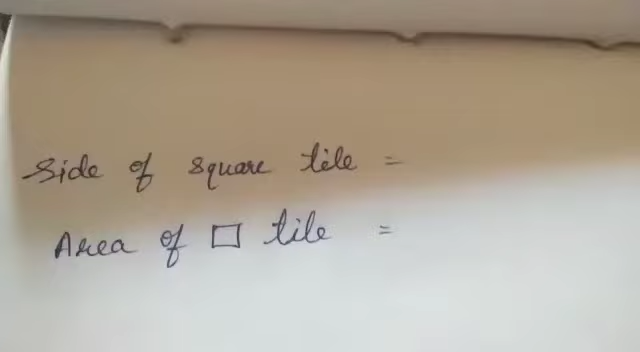 Side of square tile =
Area of □ tile =